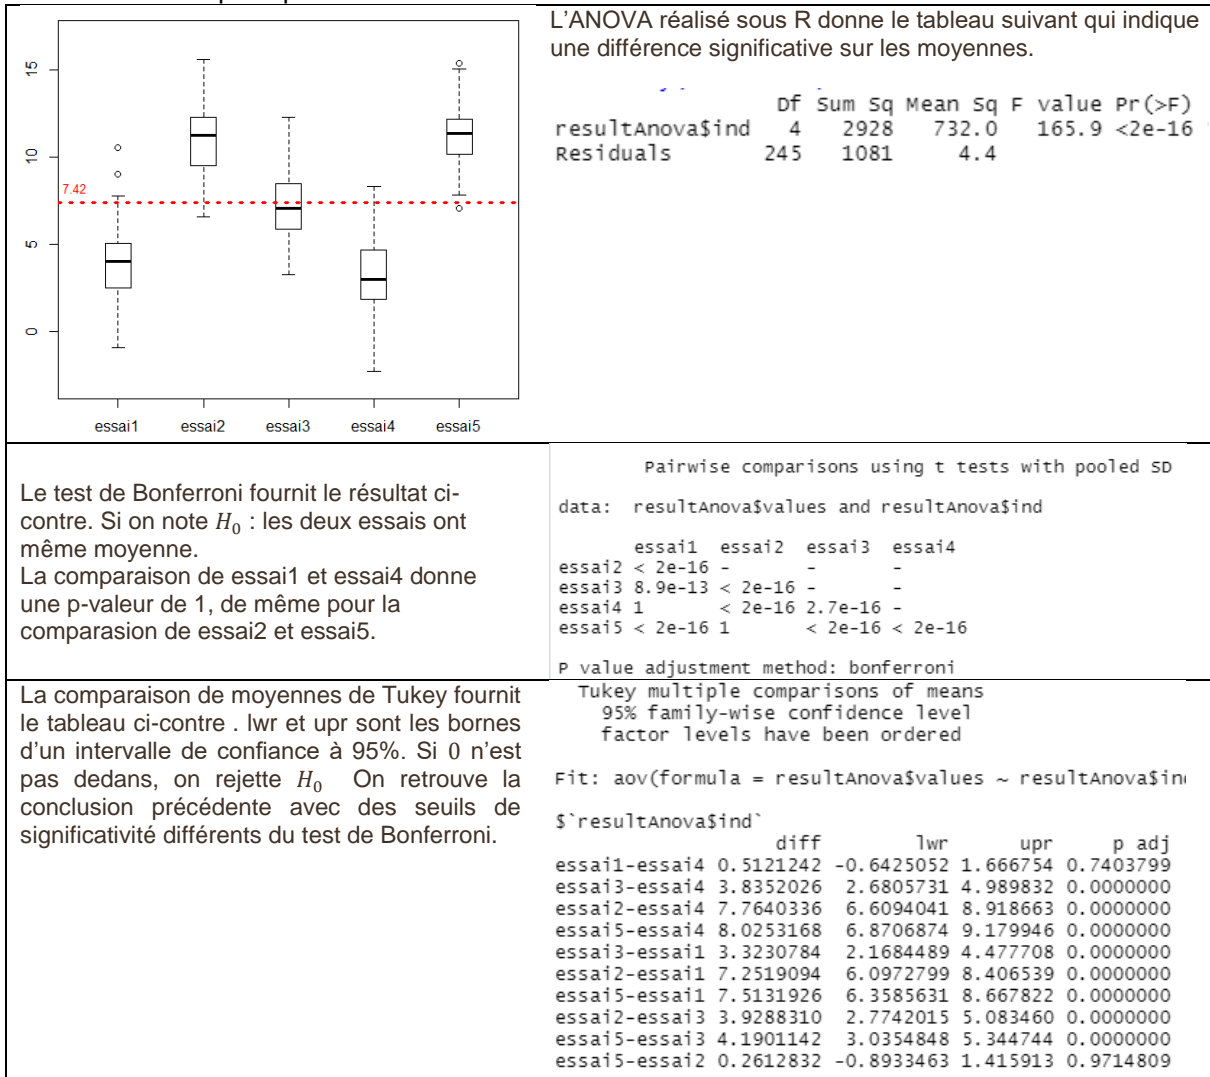 15
10
5
0
7.42
essai1 essai2 essai3 essai4 essai5
L'ANOVA réalisé sous R donne le tableau suivant qui indique
une différence significative sur les moyennes.
Df Sum Sq Mean Sq F value Pr(>F)
resultAnova$ind 4 2928 732.0 165.9 <2e-16
Residuals 245 1081 4.4
Le test de Bonferroni fournit le résultat ci-
contre. Si on note H₀ : les deux essais ont
même moyenne.
La comparaison de essai1 et essai4 donne
une p-valeur de 1, de même pour la
comparasion de essai2 et essai5.
Pairwise comparisons using t tests with pooled SD
data: resultAnova$values and resultAnova$ind
essai1 essai2 essai3 essai4
essai2 < 2e-16 - - -
essai3 8.9e-13 < 2e-16 - -
essai4 1 < 2e-16 2.7e-16 -
essai5 < 2e-16 1 < 2e-16 < 2e-16
P value adjustment method: bonferroni
La comparaison de moyennes de Tukey fournit
le tableau ci-contre . lwr et upr sont les bornes
d'un intervalle de confiance à 95%. Si 0 n'est
pas dedans, on rejette H₀ On retrouve la
conclusion précédente avec des seuils de
significativité différents du test de Bonferroni.
Tukey multiple comparisons of means
95% family-wise confidence level
factor levels have been ordered
Fit: aov(formula = resultAnova$values ~ resultAnova$in
$`resultAnova$ind`
diff lwr upr p adj
essai1-essai4 0.5121242 -0.6425052 1.666754 0.7403799
essai3-essai4 3.8352026 2.6805731 4.989832 0.0000000
essai2-essai4 7.7640336 6.6094041 8.918663 0.0000000
essai5-essai4 8.0253168 6.8706874 9.179946 0.0000000
essai3-essai1 3.3230784 2.1684489 4.477708 0.0000000
essai2-essai1 7.2519094 6.0972799 8.406539 0.0000000
essai5-essai1 7.5131926 6.3585631 8.667822 0.0000000
essai2-essai3 3.9288310 2.7742015 5.083460 0.0000000
essai5-essai3 4.1901142 3.0354848 5.344744 0.0000000
essai5-essai2 0.2612832 -0.8933463 1.415913 0.9714809